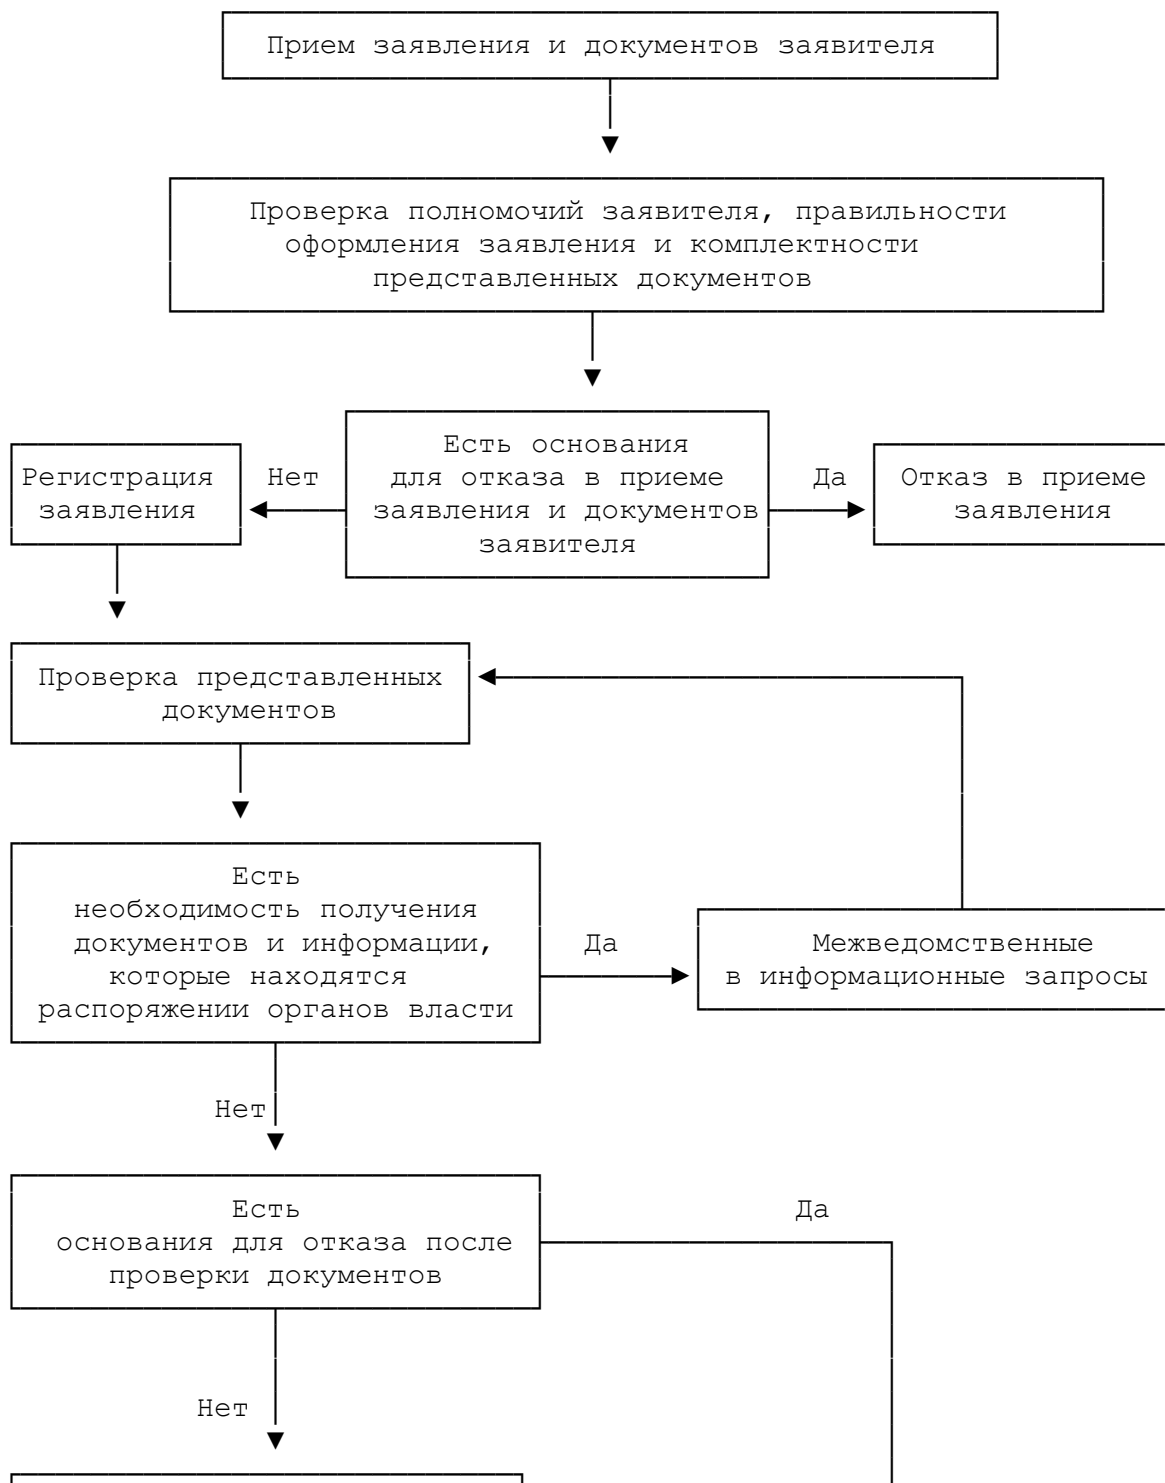 Прием заявления и документов заявителя
Проверка полномочий заявителя, правильности
оформления заявления и комплектности
представленных документов
Регистрация
заявления
Нет
Есть основания
для отказа в приеме
заявления и документов
заявителя
Да
Отказ в приеме
заявления
Проверка представленных
документов
Есть
необходимость получения
документов и информации,
которые находятся
распоряжении органов власти
Да
Межведомственные
в информационные запросы
Нет
Есть
основания для отказа после
проверки документов
Да
Нет